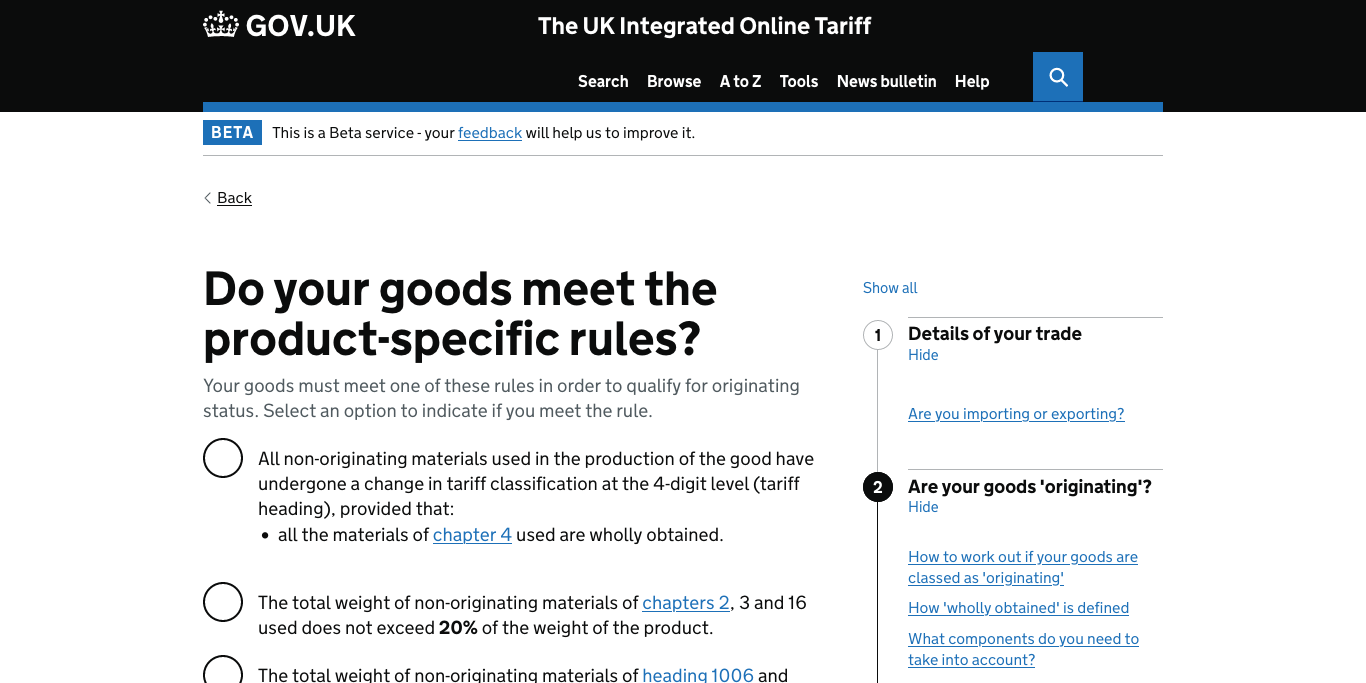 GOV.UK
The UK Integrated Online Tariff
Search Browse A to Z Tools News bulletin Help
BETA This is a Beta service - your feedback will help us to improve it.
Back
Do your goods meet the
product-specific rules?
Your goods must meet one of these rules in order to qualify for originating
status. Select an option to indicate if you meet the rule.
All non-originating materials used in the production of the good have
undergone a change in tariff classification at the 4-digit level (tariff
heading), provided that:
• all the materials of chapter 4 used are wholly obtained.
The total weight of non-originating materials of chapters 2, 3 and 16
used does not exceed 20% of the weight of the product.
The total weight of non-originating materials of heading 1006 and
Show all
1 Details of your trade
Hide
Are you importing or exporting?
2 Are your goods 'originating'?
Hide
How to work out if your goods are
classed as 'originating'
How 'wholly obtained' is defined
What components do you need to
take into account?